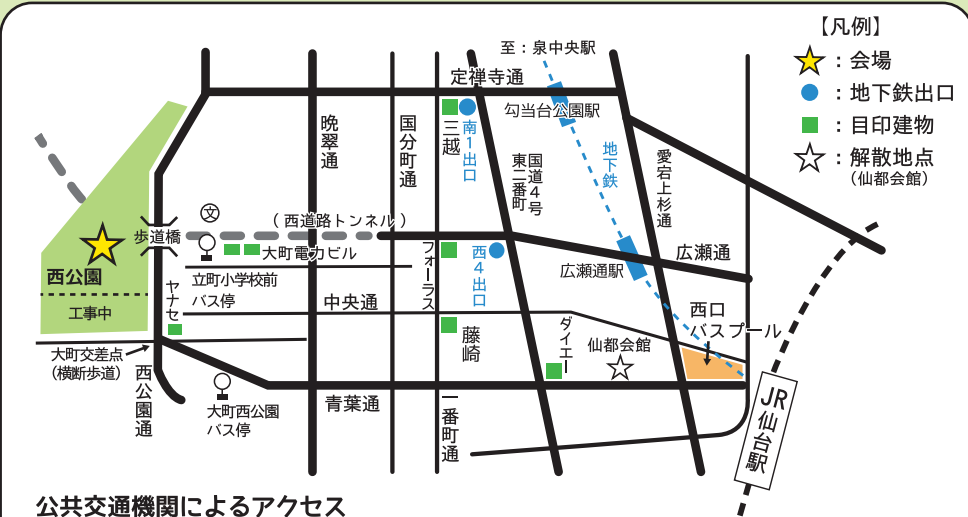 【凡例】
：会場
：地下鉄出口
：目印建物
：解散地点
（仙都会館）
至：泉中央駅
定禅寺通
勾当台公園駅
三越
南1出口
晩翠通
国分町通
国道4号
東二番町
地下鉄
愛宕上杉通
文
（西道路トンネル）
歩道橋
大町電力ビル
フォーラス
西4出口
広瀬通
広瀬通駅
西公園
工事中
立町小学校前
バス停
ヤナセ
中央通
西口
バスプール
藤崎
ダイエー
仙都会館
大町交差点
（横断歩道）
西公園通
大町西公園
バス停
青葉通
一番町通
JR仙台駅
公共交通機関によるアクセス